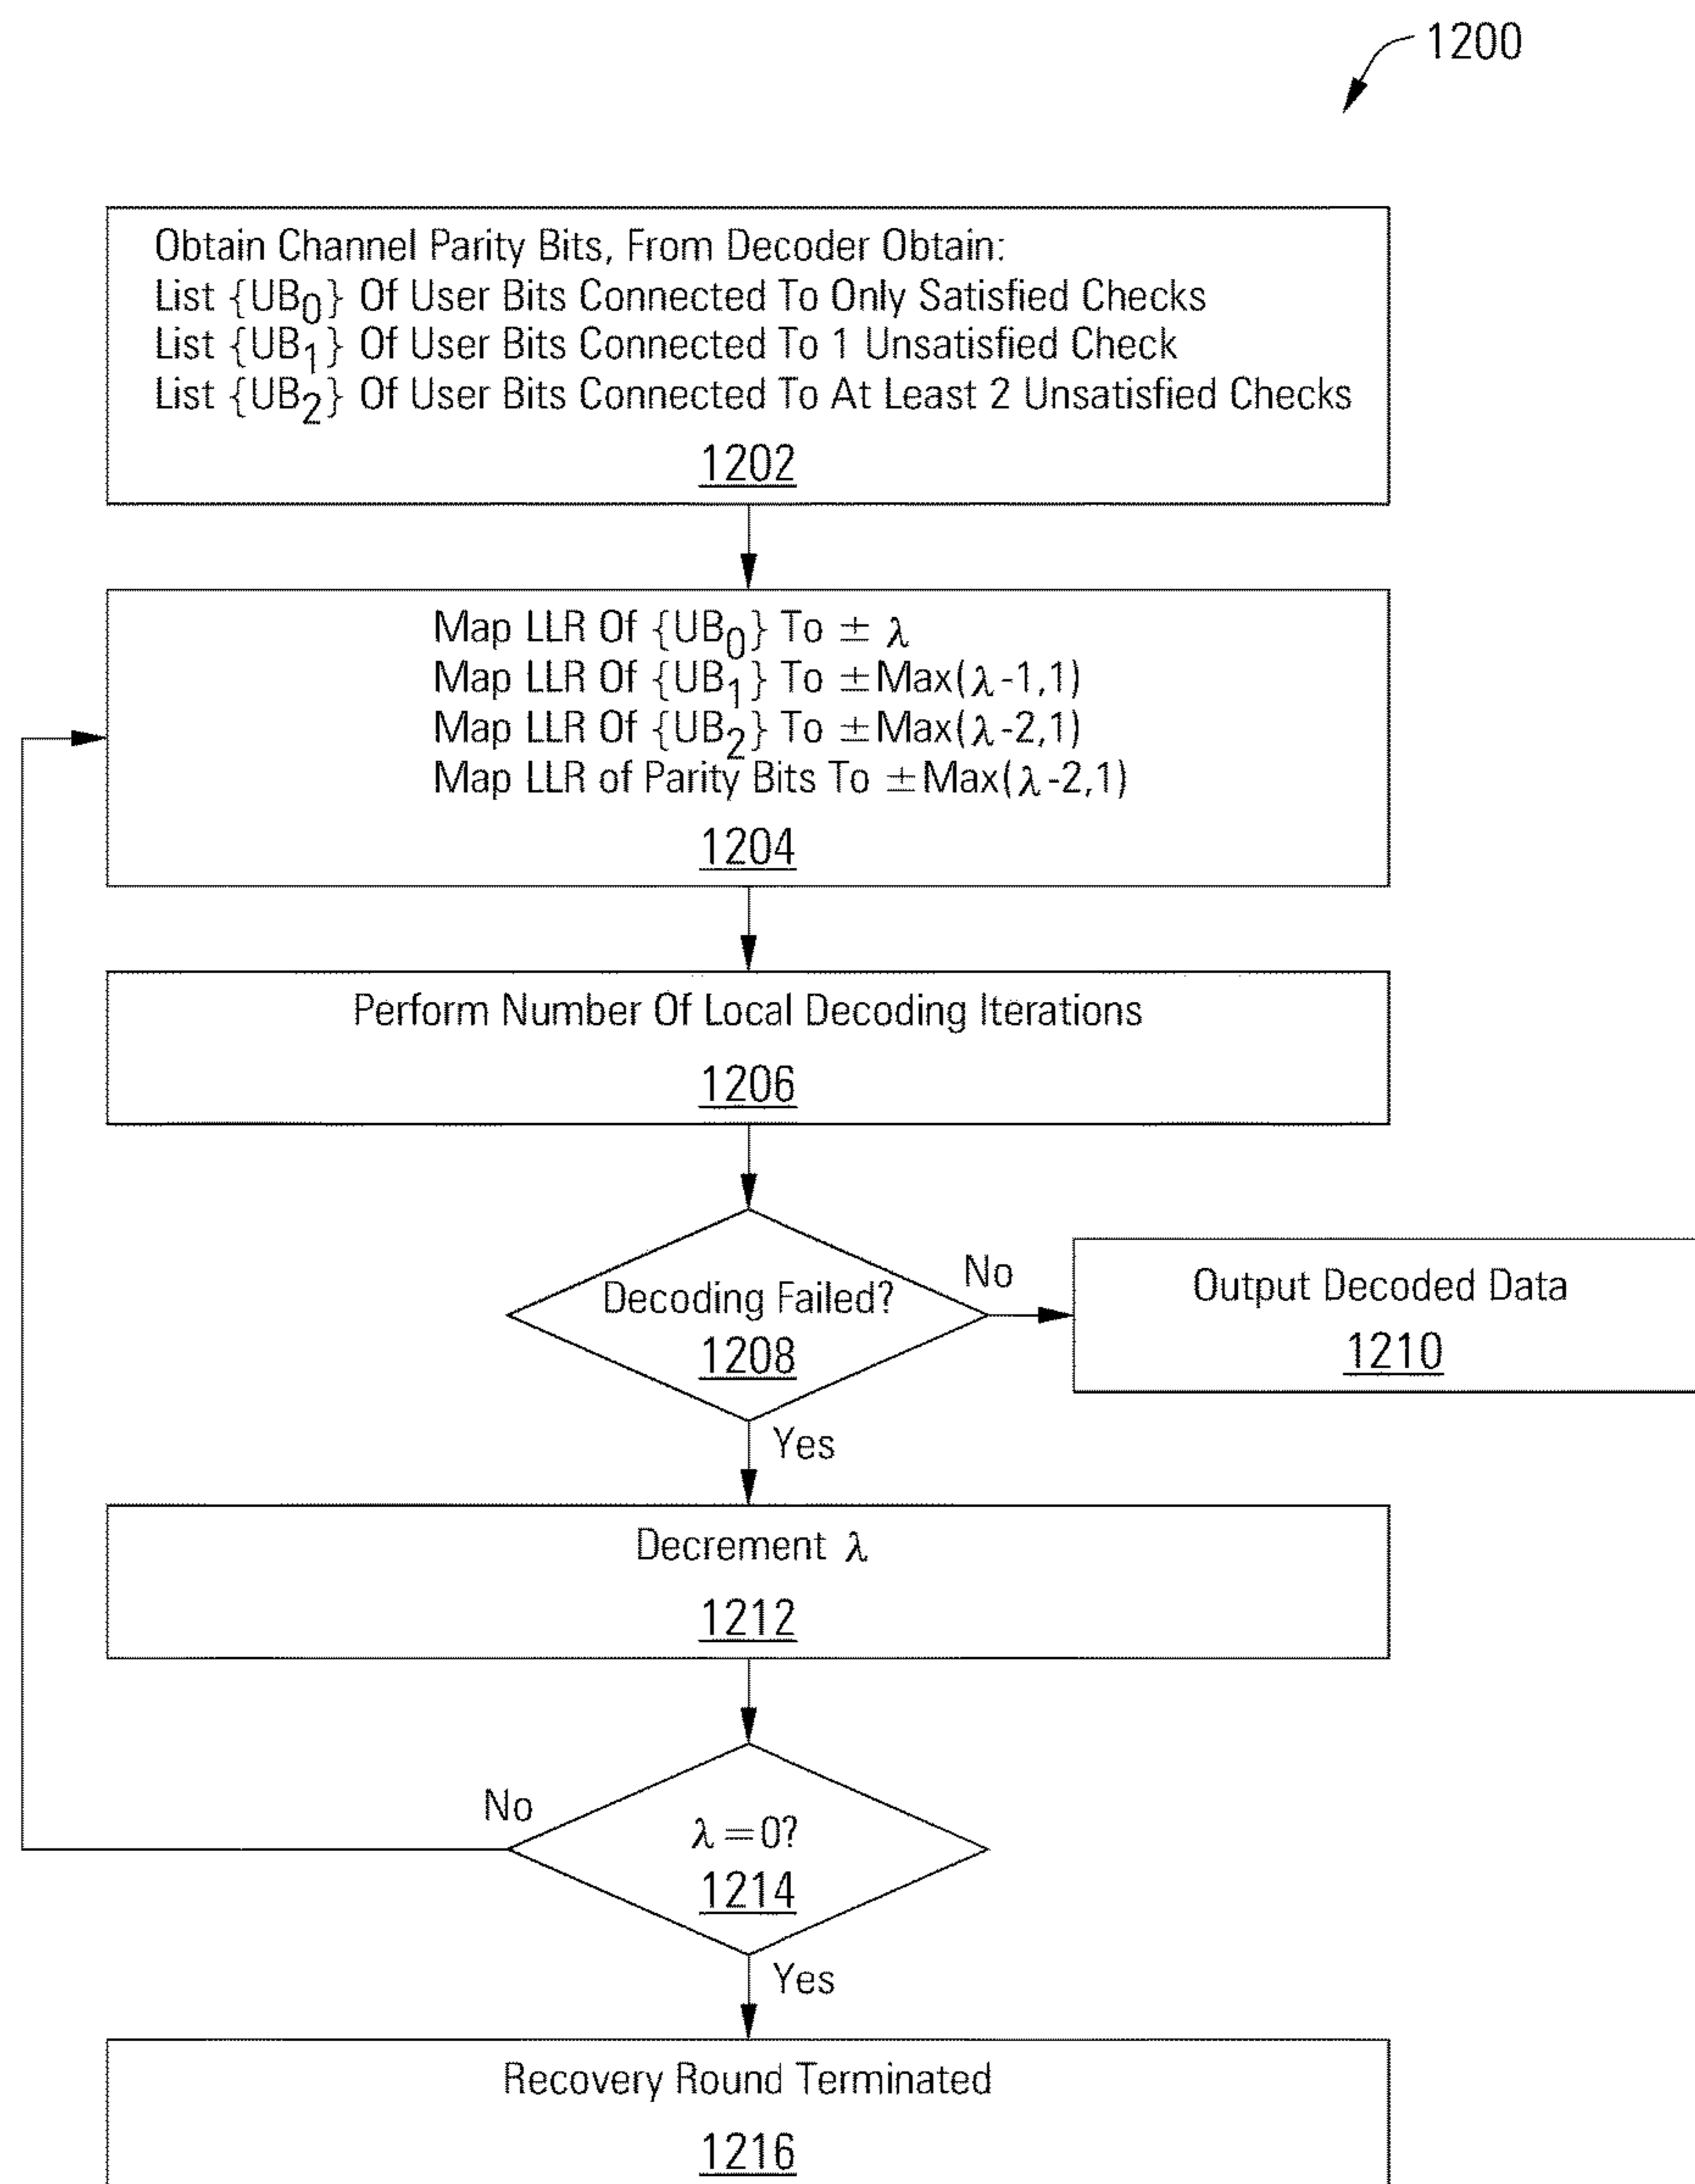 1200
Obtain Channel Parity Bits, From Decoder Obtain:
List {UB0} Of User Bits Connected To Only Satisfied Checks
List {UB1} Of User Bits Connected To 1 Unsatisfied Check
List {UB2} Of User Bits Connected To At Least 2 Unsatisfied Checks
1202
Map LLR Of {UB0} To ± λ
Map LLR Of {UB1} To ±Max(λ-1,1)
Map LLR Of {UB2} To ±Max(λ-2,1)
Map LLR of Parity Bits To ±Max(λ-2,1)
1204
Perform Number Of Local Decoding Iterations
1206
Decoding Failed?
1208
No
Output Decoded Data
1210
Yes
Decrement λ
1212
No
λ=0?
1214
Yes
Recovery Round Terminated
1216